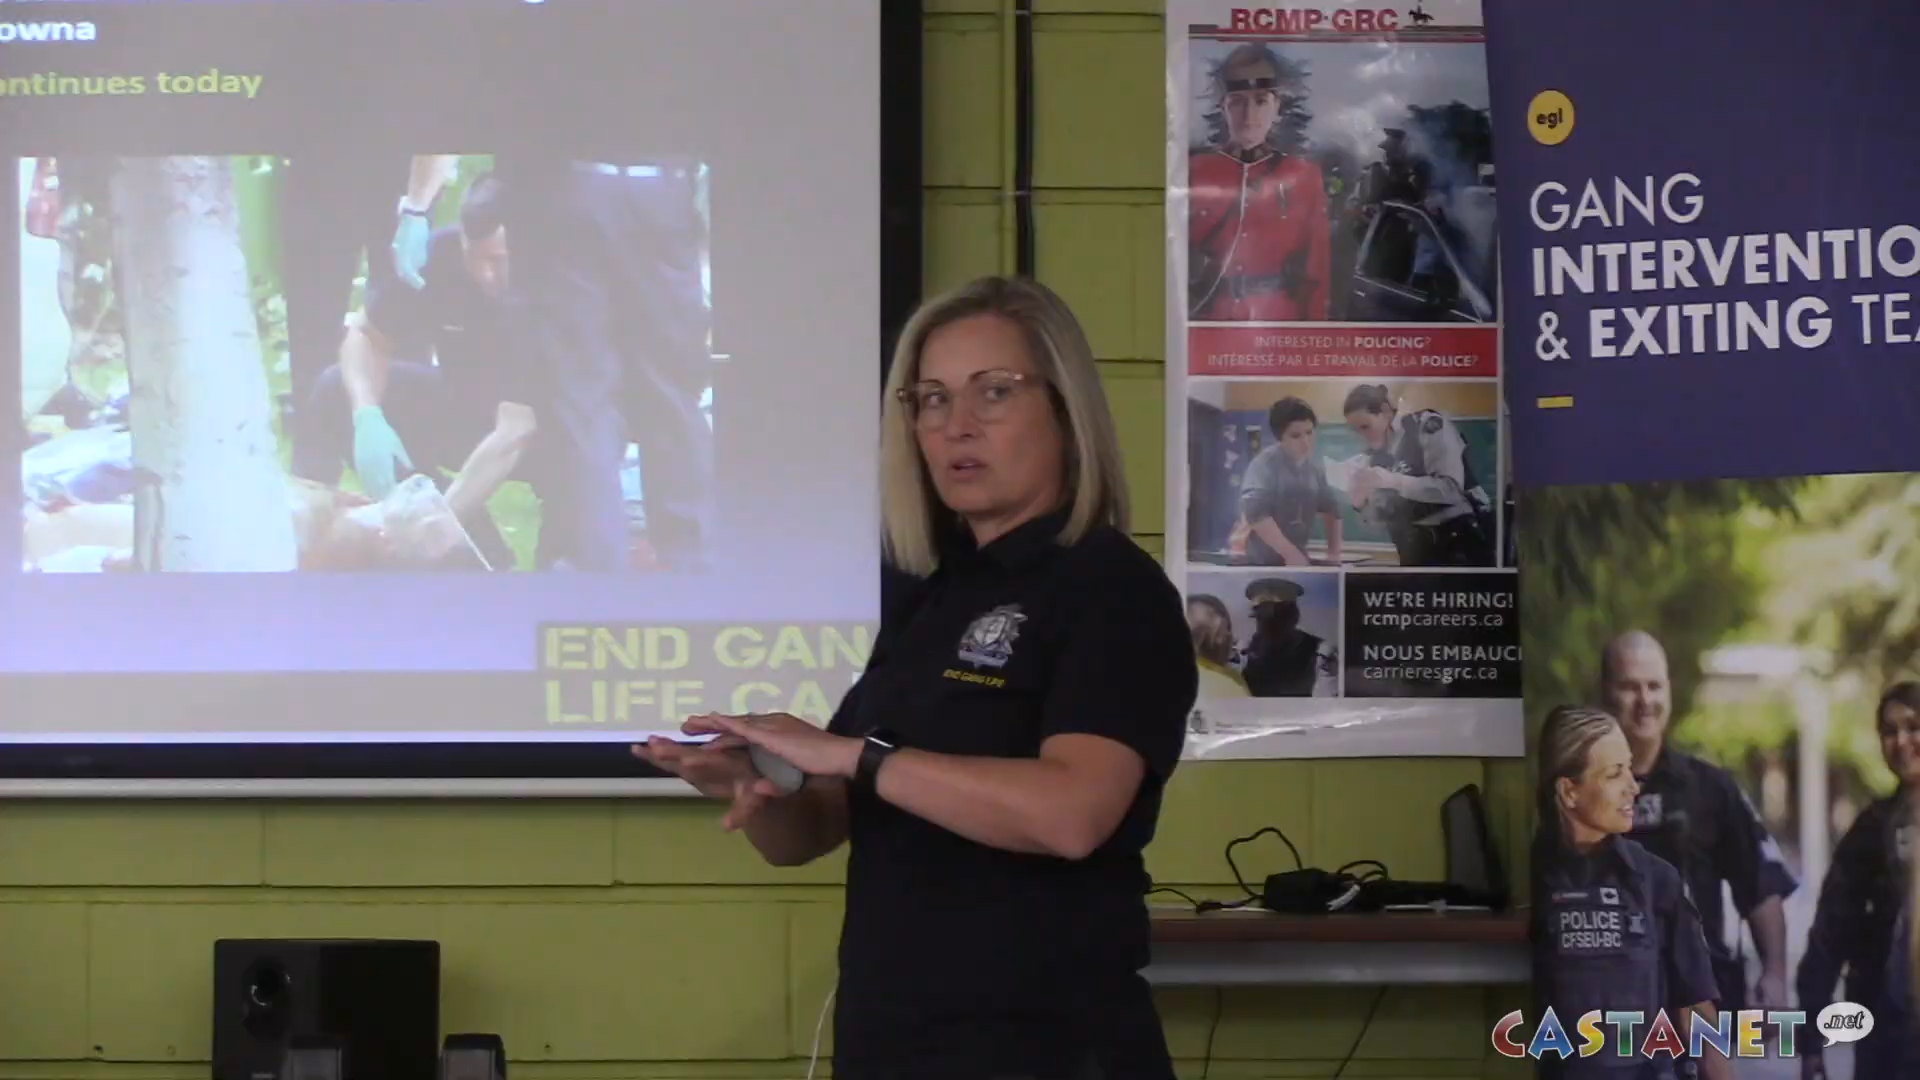 owna
ontinues today
END GAN
LIFE CA
RCMP·GRC
INTERESTED IN POLICING?
INTÉRESSÉ PAR LE TRAVAIL DE LA POLICE?
WE'RE HIRING!
rcmpcareers.ca
NOUS EMBAUC
carrieresgrc.ca
egl
GANG
INTERVENTIO
& EXITING TEA
POLICE
CFSEU-BC
END GANG LIFE
CASTANET.net